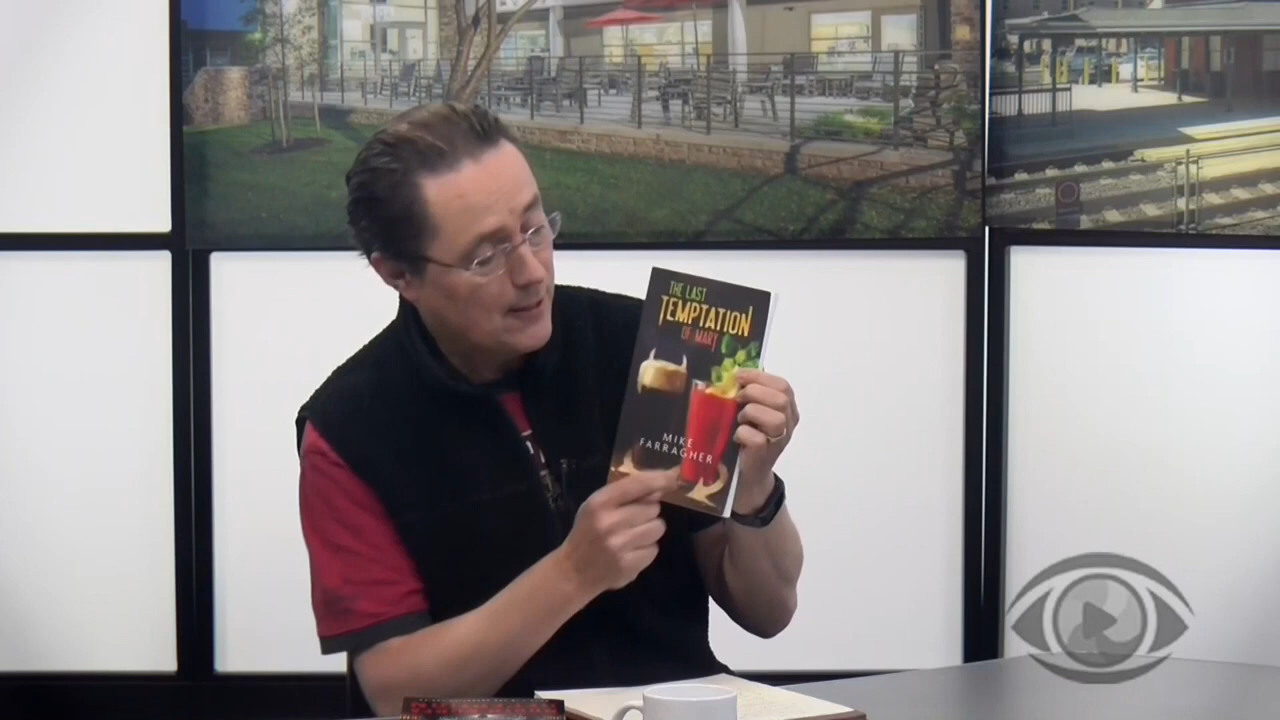 THE LAST
TEMPTATION
OF MARY
MIKE
FARRAGHER